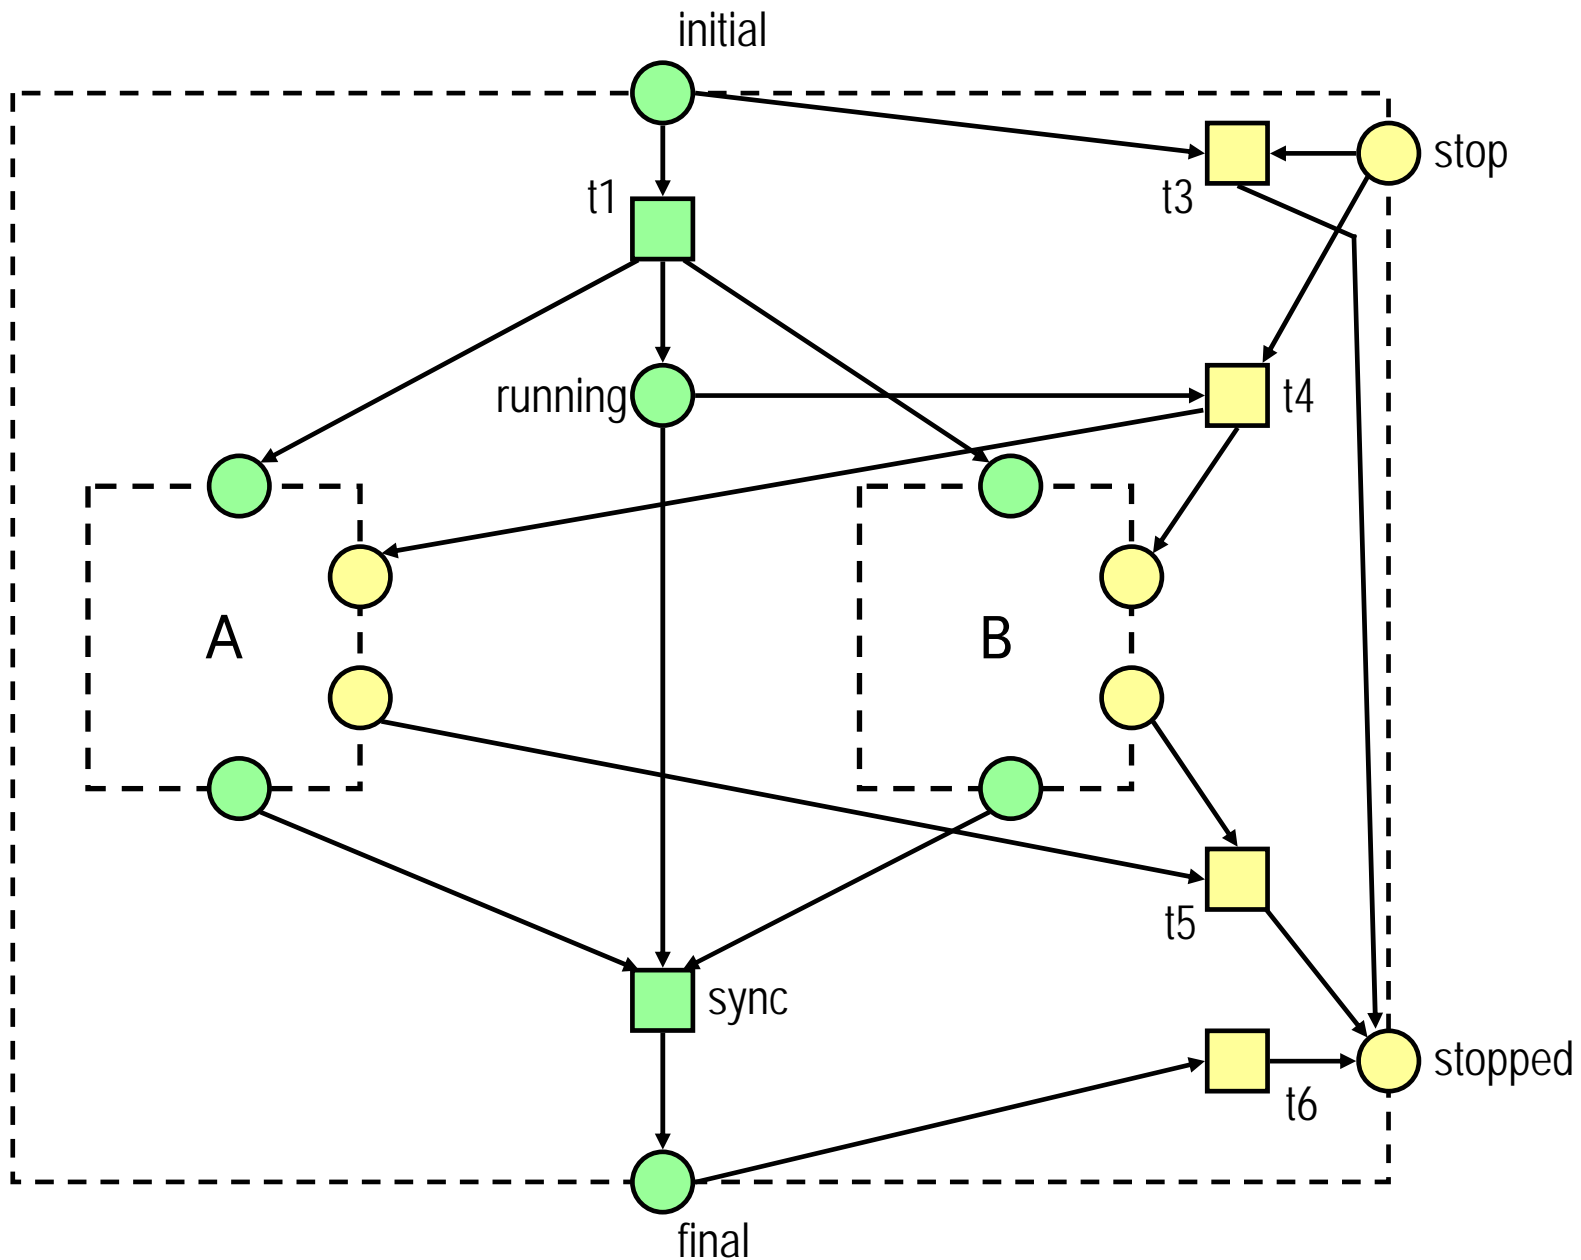 initial
stop
t1
t3
running
t4
A
B
t5
sync
stopped
t6
final